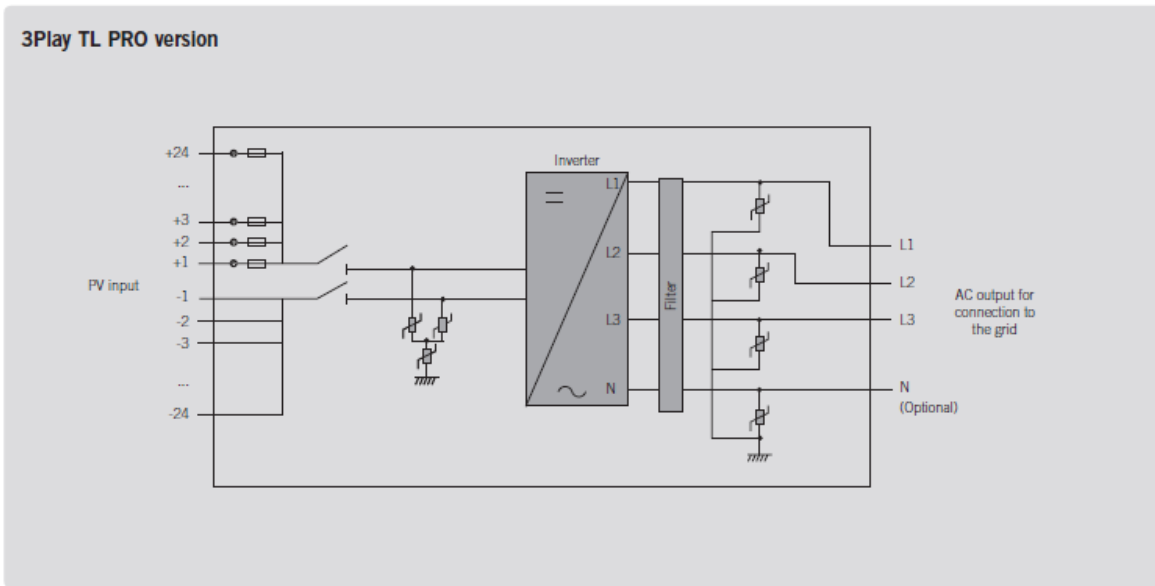 3Play TL PRO version
Inverter
+24
...
+3
+2
+1
PV input
-1
-2
-3
...
-24
L1
L2
L3
N
Filter
L1
L2
L3
N
(Optional)
AC output for
connection to
the grid